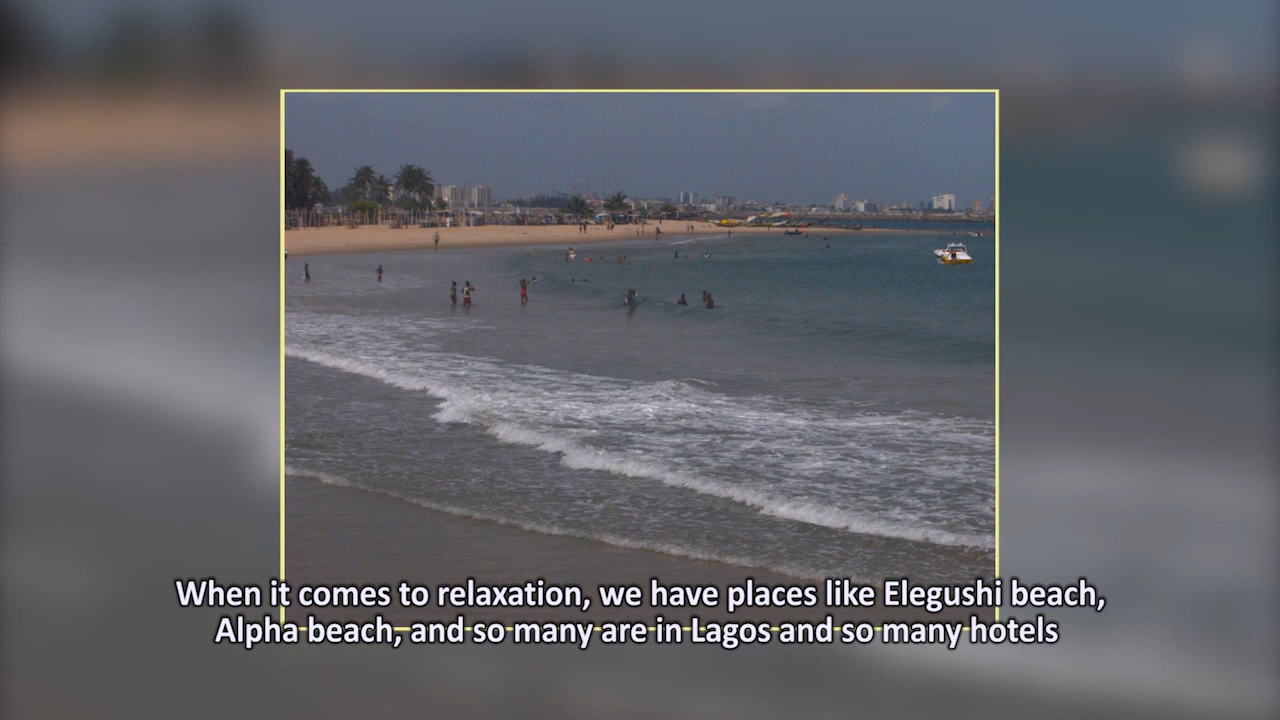 When it comes to relaxation, we have places like Elegushi beach,
Alpha beach, and so many are in Lagos and so many hotels